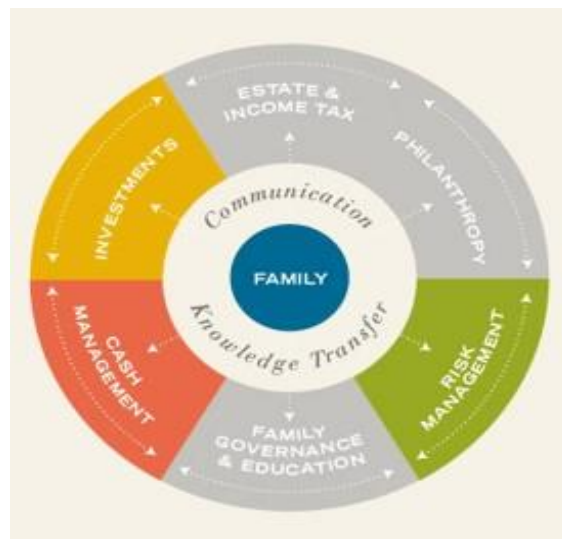 ESTATE &
INCOME TAX
PHILANTHROPY
INVESTMENTS
Communication
FAMILY
Knowledge Transfer
CASH
MANAGEMENT
RISK
MANAGEMENT
FAMILY
GOVERNANCE
& EDUCATION